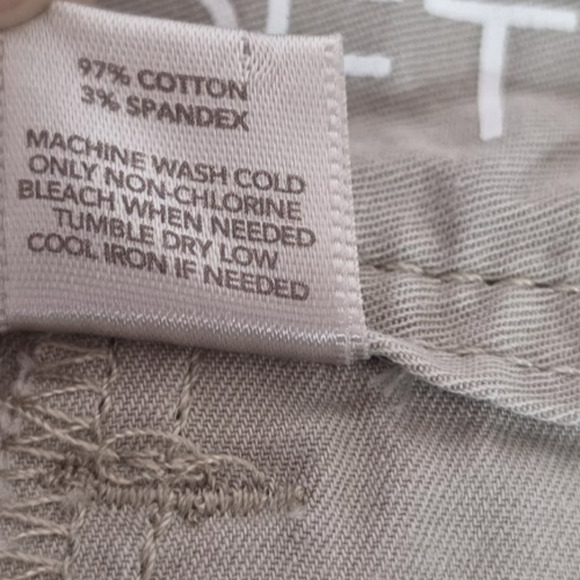 97% COTTON
3% SPANDEX
MACHINE WASH COLD
ONLY NON-CHLORINE
BLEACH WHEN NEEDED
TUMBLE DRY LOW
COOL IRON IF NEEDED